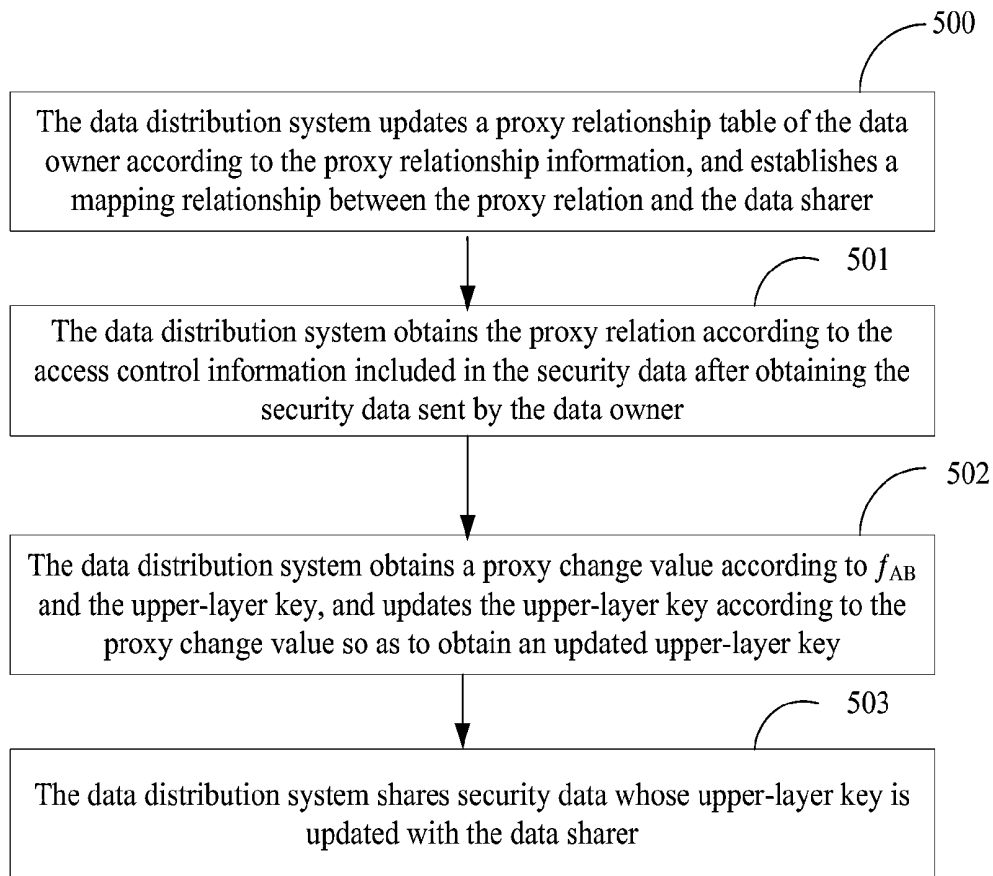 500
The data distribution system updates a proxy relationship table of the data
owner according to the proxy relationship information, and establishes a
mapping relationship between the proxy relation and the data sharer
501
The data distribution system obtains the proxy relation according to the
access control information included in the security data after obtaining the
security data sent by the data owner
502
The data distribution system obtains a proxy change value according to fAB
and the upper-layer key, and updates the upper-layer key according to the
proxy change value so as to obtain an updated upper-layer key
503
The data distribution system shares security data whose upper-layer key is
updated with the data sharer